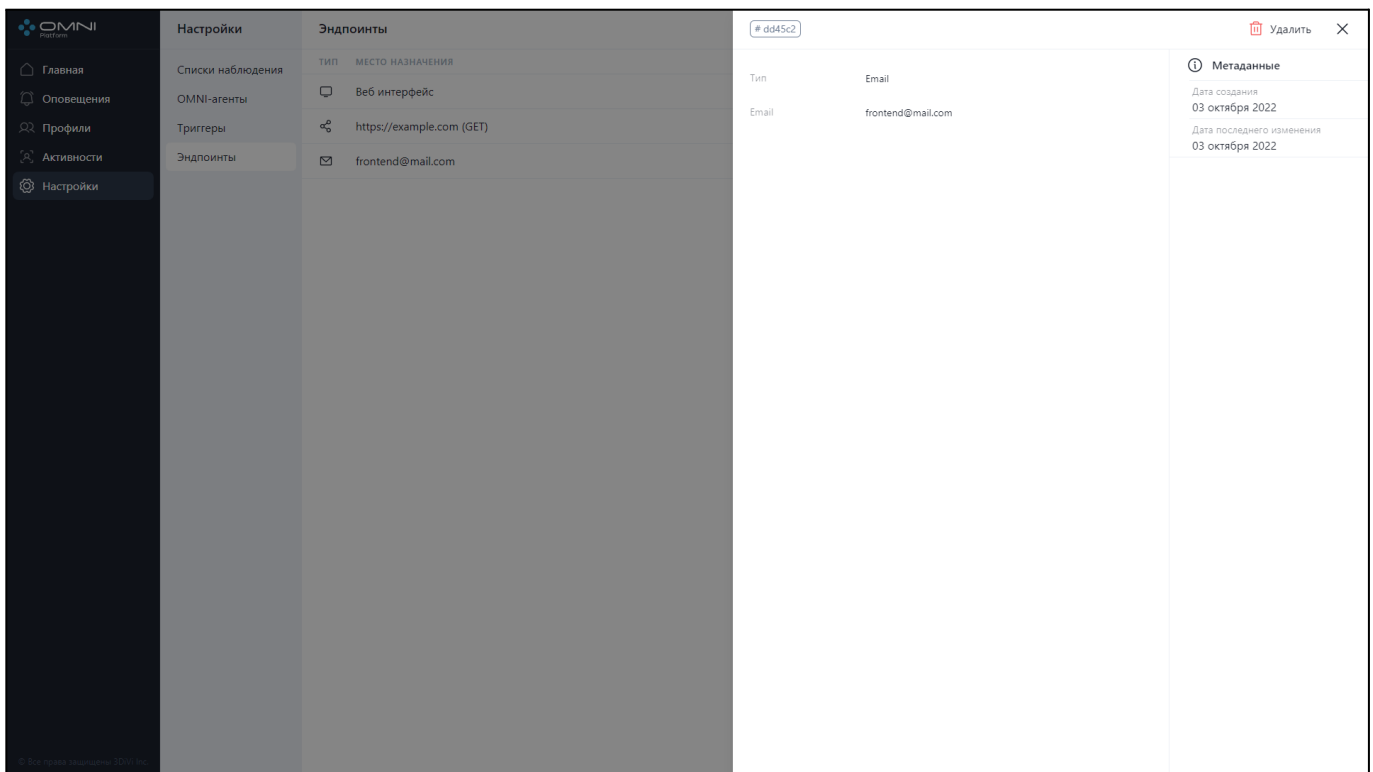 OMNI
Platform
Главная
Оповещения
Профили
Активности
Настройки
© Все права защищены 3DiVi Inc.
Настройки
Списки наблюдения
OMNI-агенты
Триггеры
Эндпоинты
Эндпоинты
ТИП МЕСТО НАЗНАЧЕНИЯ
Веб интерфейс
https://example.com (GET)
frontend@mail.com
# dd45c2
Удалить
Тип Email
Email frontend@mail.com
Метаданные
Дата создания
03 октября 2022
Дата последнего изменения
03 октября 2022